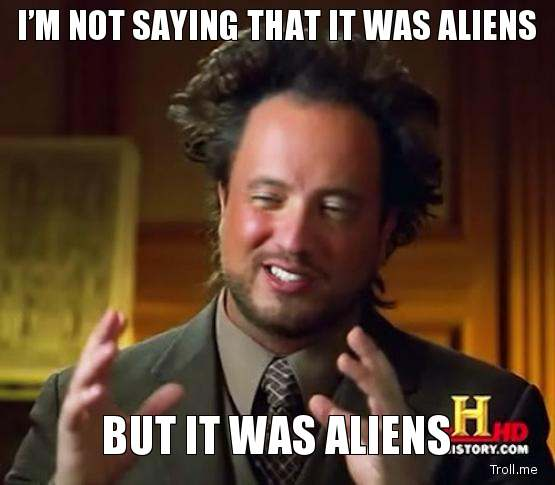 I'M NOT SAYING THAT IT WAS ALIENS
BUT IT WAS ALIENS
H HD
ISTORY.COM
Troll.me